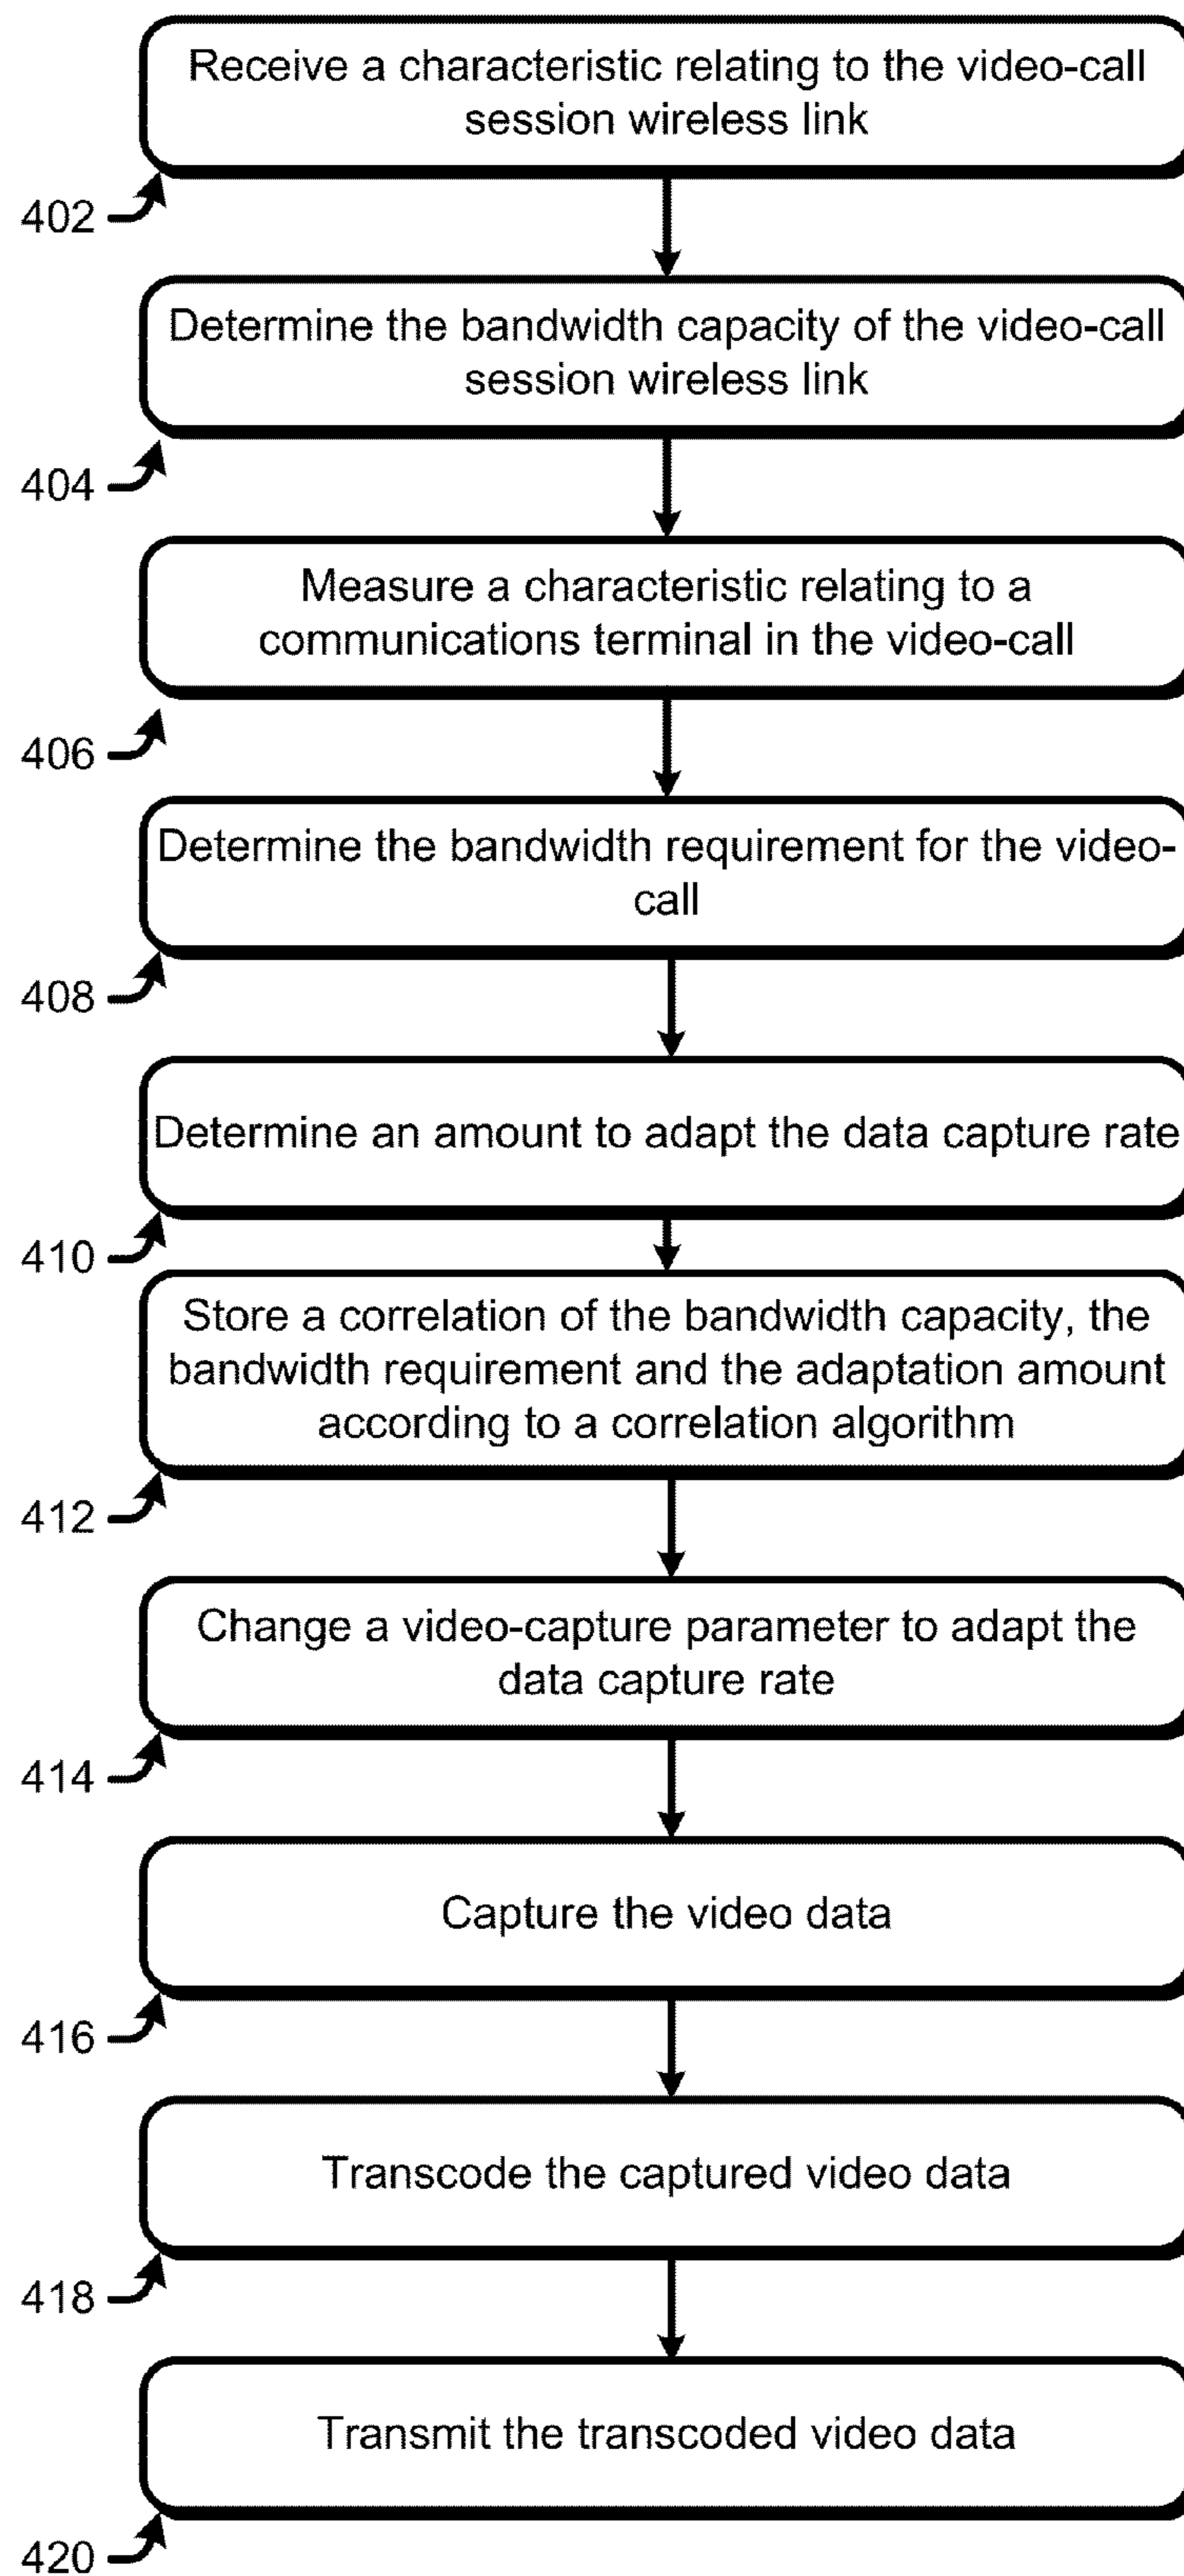 Receive a characteristic relating to the video-call
session wireless link
402
Determine the bandwidth capacity of the video-call
session wireless link
404
Measure a characteristic relating to a
communications terminal in the video-call
406
Determine the bandwidth requirement for the video-
call
408
Determine an amount to adapt the data capture rate
410
Store a correlation of the bandwidth capacity, the
bandwidth requirement and the adaptation amount
according to a correlation algorithm
412
Change a video-capture parameter to adapt the
data capture rate
414
Capture the video data
416
Transcode the captured video data
418
Transmit the transcoded video data
420